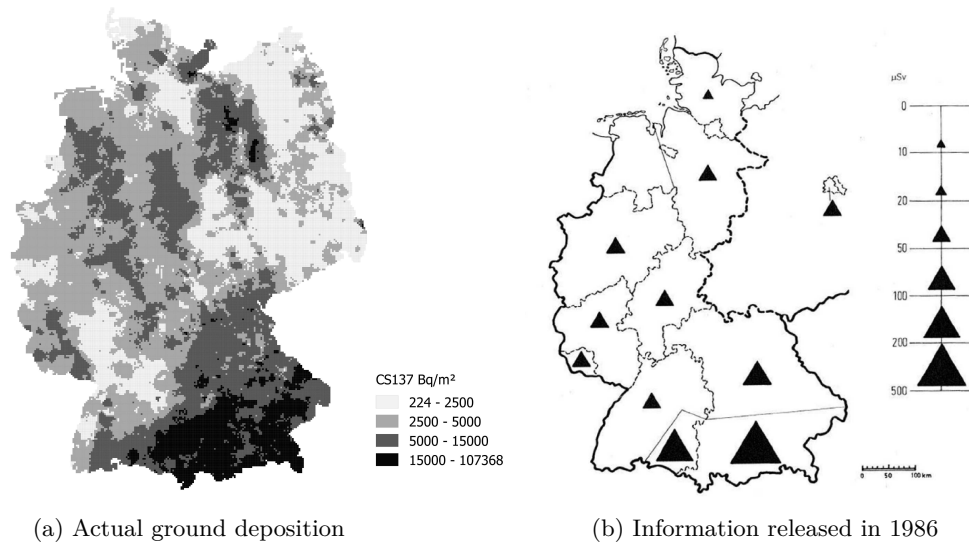 CS137 Bq/m²
224 - 2500
2500 - 5000
5000 - 15000
15000 - 107368
µSv
0
10
20
50
100
200
500
0 50 100 km
(a) Actual ground deposition
(b) Information released in 1986